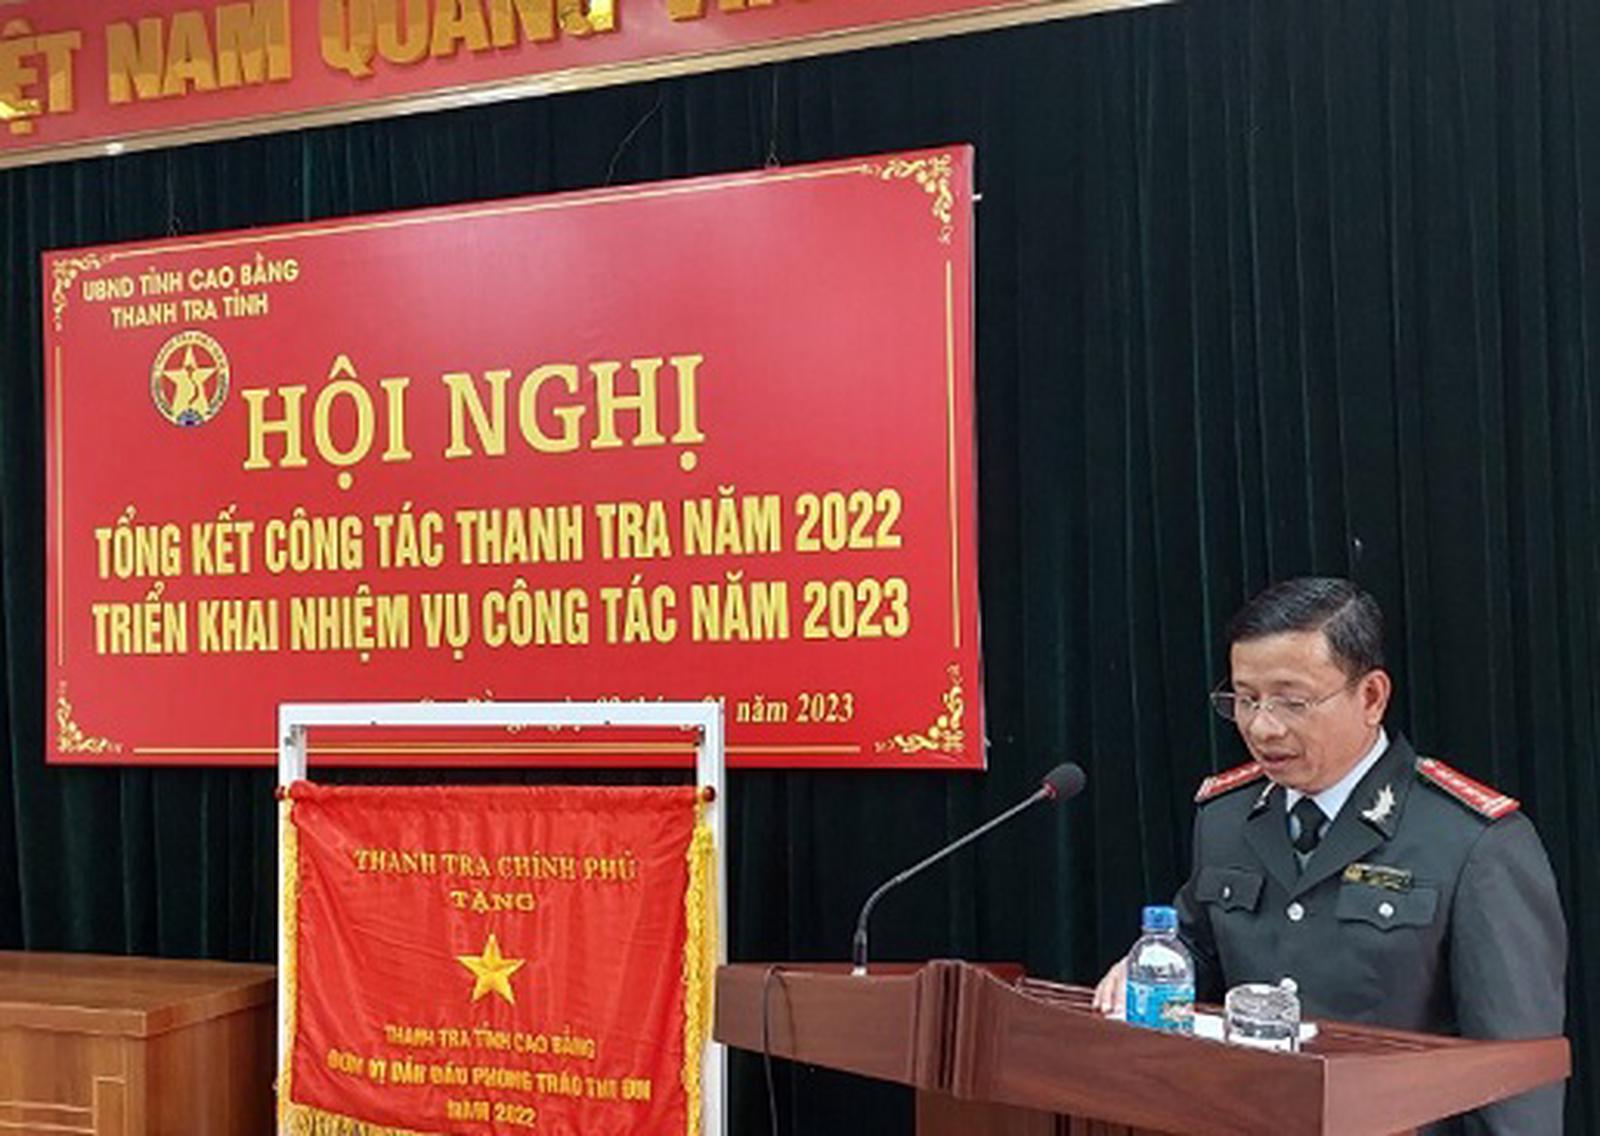 ỆT NAM QUANG VIN
UBND TỈNH CAO BẰNG
THANH TRA TỈNH
HỘI NGHỊ
TỔNG KẾT CÔNG TÁC THANH TRA NĂM 2022
TRIỂN KHAI NHIỆM VỤ CÔNG TÁC NĂM 2023
năm 2023
THANH TRA CHÍNH PHỦ
TẶNG
THANH TRA TỈNH CAO BẰNG
ĐƠN VỊ DẪN ĐẦU PHONG TRÀO THI ĐUA
NĂM 2022